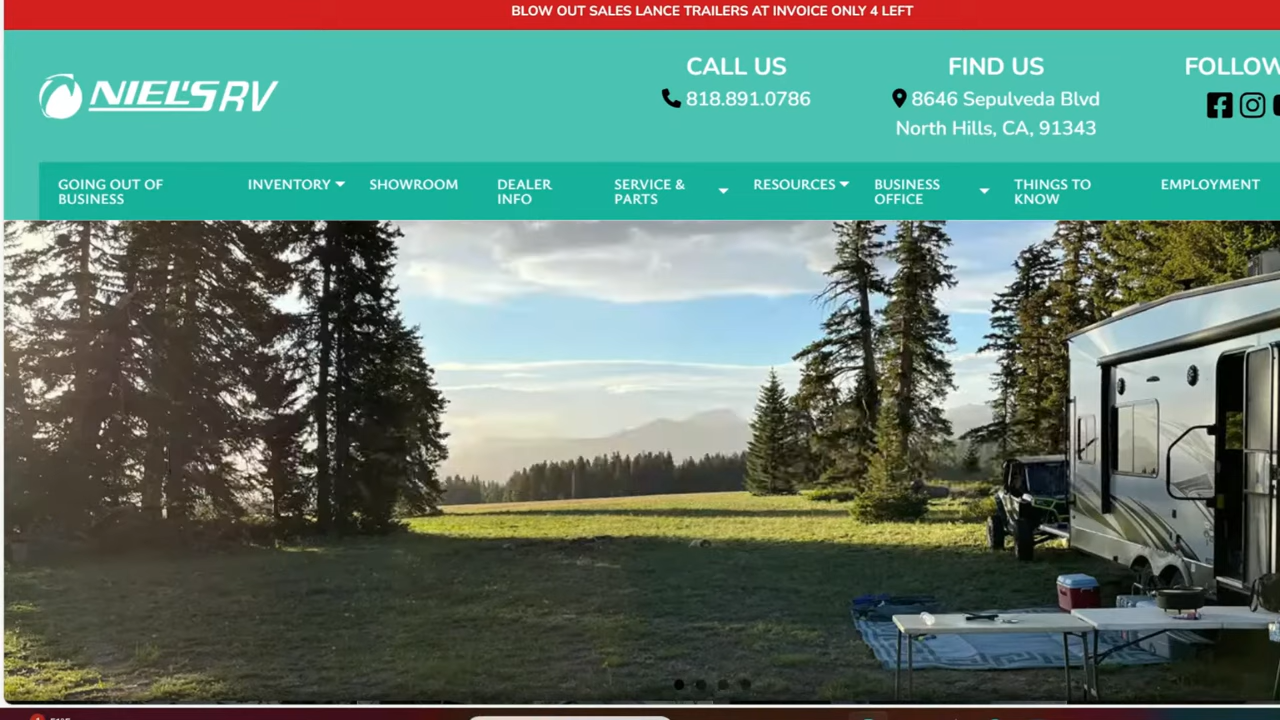 BLOW OUT SALES LANCE TRAILERS AT INVOICE ONLY 4 LEFT
NIEL'S RV
CALL US
818.891.0786
FIND US
8646 Sepulveda Blvd
North Hills, CA, 91343
FOLLOW
GOING OUT OF
BUSINESS
INVENTORY
SHOWROOM
DEALER
INFO
SERVICE &
PARTS
RESOURCES
BUSINESS
OFFICE
THINGS TO
KNOW
EMPLOYMENT